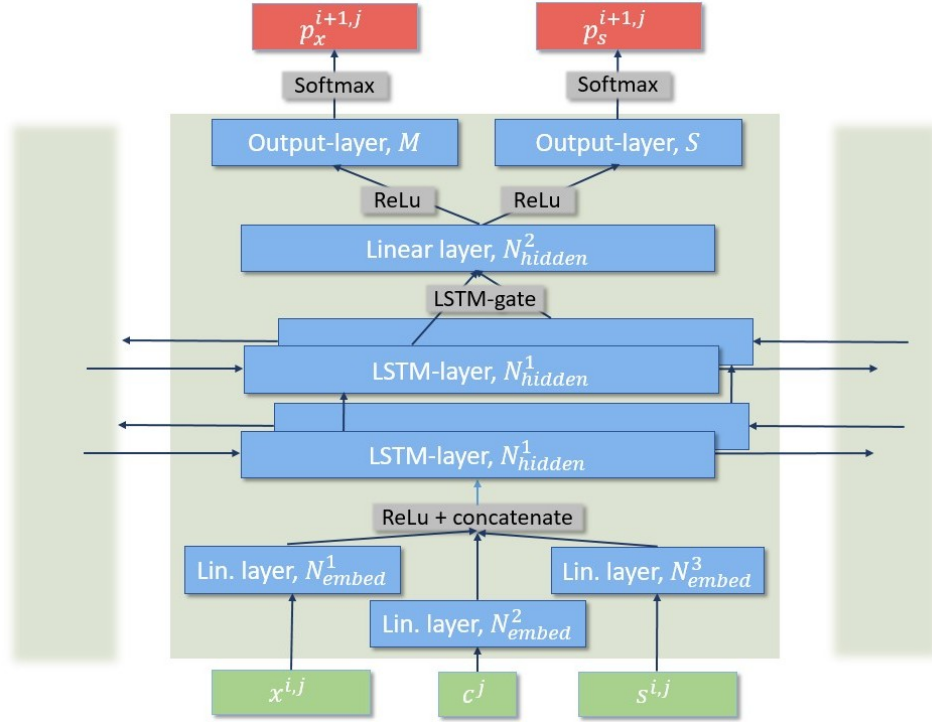 p_x^{i+1,j}
p_s^{i+1,j}
Softmax
Softmax
Output-layer, M
Output-layer, S
ReLu
ReLu
Linear layer, N_{hidden}^2
LSTM-gate
LSTM-layer, N_{hidden}^1
LSTM-layer, N_{hidden}^1
ReLu + concatenate
Lin. layer, N_{embed}^1
Lin. layer, N_{embed}^3
Lin. layer, N_{embed}^2
x^{i,j}
c^j
s^{i,j}